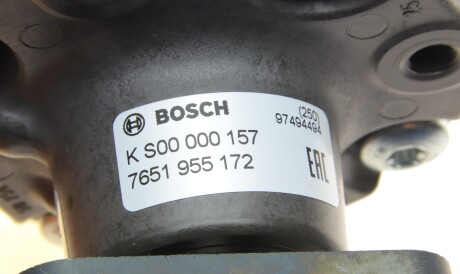 BOSCH
K S00 000 157
7651 955 172
(250)
97494494
EAC